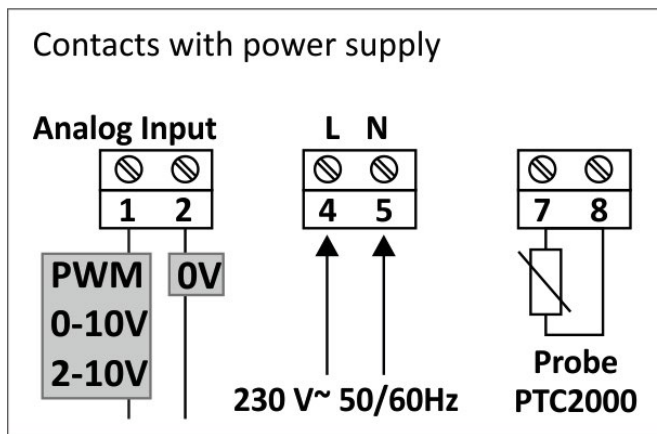 Contacts with power supply
Analog Input
L N
1 2
4 5
7 8
PWM
0V
0-10V
2-10V
230 V~ 50/60Hz
Probe
PTC2000